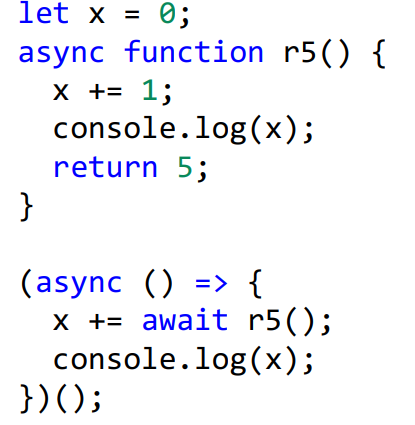 let x = 0;
async function r5() {
  x += 1;
  console.log(x);
  return 5;
}

(async () => {
  x += await r5();
  console.log(x);
})();